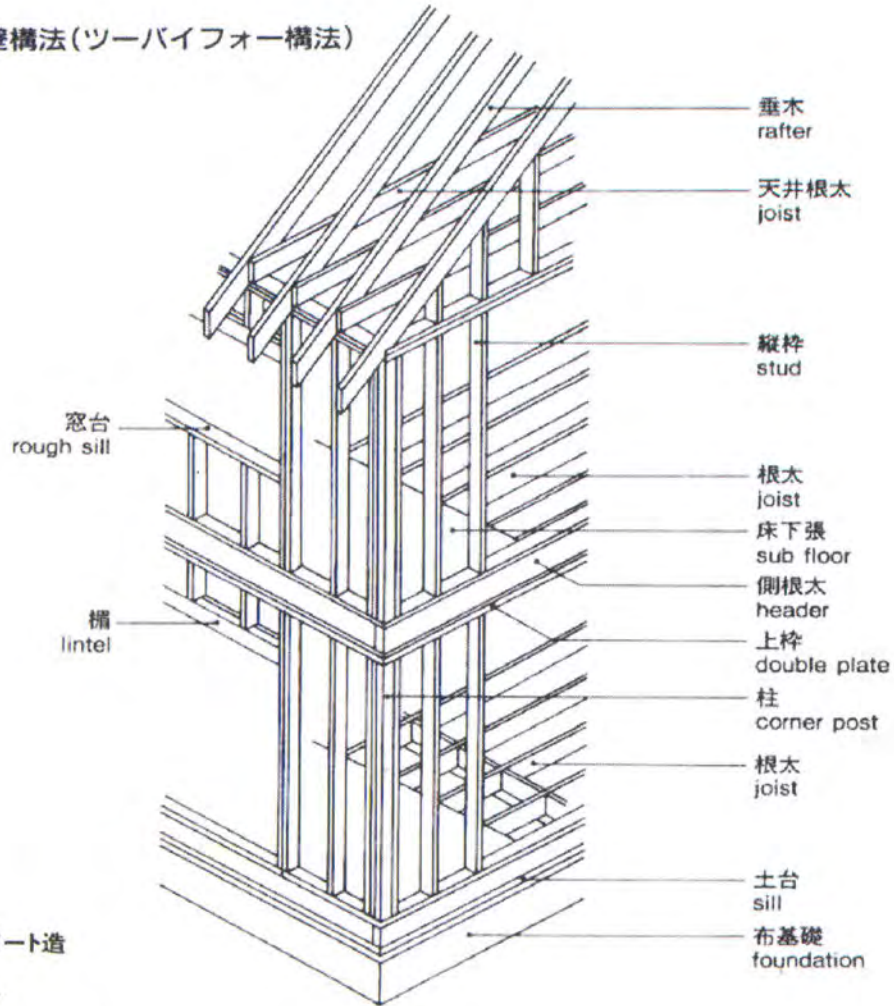 壁構法(ツーバイフォー構法)
垂木
rafter
天井根太
joist
縦枠
stud
窓台
rough sill
根太
joist
床下張
sub floor
側根太
header
楣
lintel
上枠
double plate
柱
corner post
根太
joist
土台
sill
ート造
布基礎
foundation